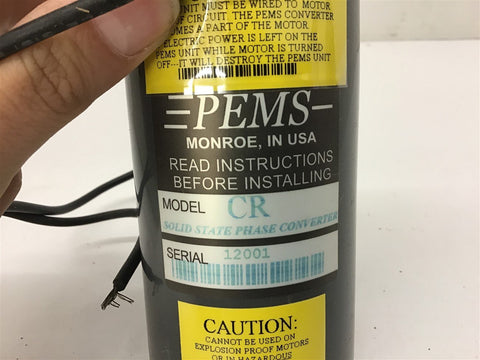 UNIT MUST BE WIRED TO MOTOR
OF CIRCUIT. THE PEMS CONVERTER
A PART OF THE MOTOR
ELECTRIC POWER IS LEFT ON THE
PEMS UNIT WHILE MOTOR IS TURNED
OFF---IT WILL DESTROY THE PEMS UNIT
PEMS
MONROE, IN USA
READ INSTRUCTIONS
BEFORE INSTALLING
MODEL CR
SOLID STATE PHASE CONVERTER
SERIAL 12001
CAUTION:
CANNOT BE USED ON
EXPLOSION PROOF MOTORS
OR IN HAZARDOUS